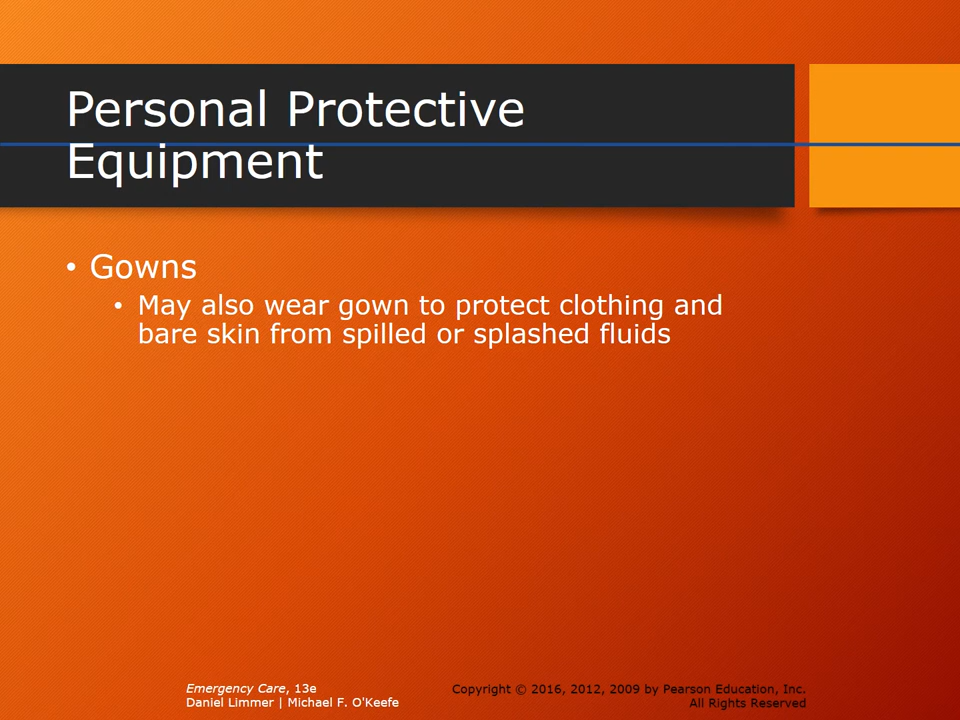 Personal Protective
Equipment
• Gowns
• May also wear gown to protect clothing and
bare skin from spilled or splashed fluids
Emergency Care, 13e
Daniel Limmer | Michael F. O'Keefe
Copyright © 2016, 2012, 2009 by Pearson Education, Inc.
All Rights Reserved